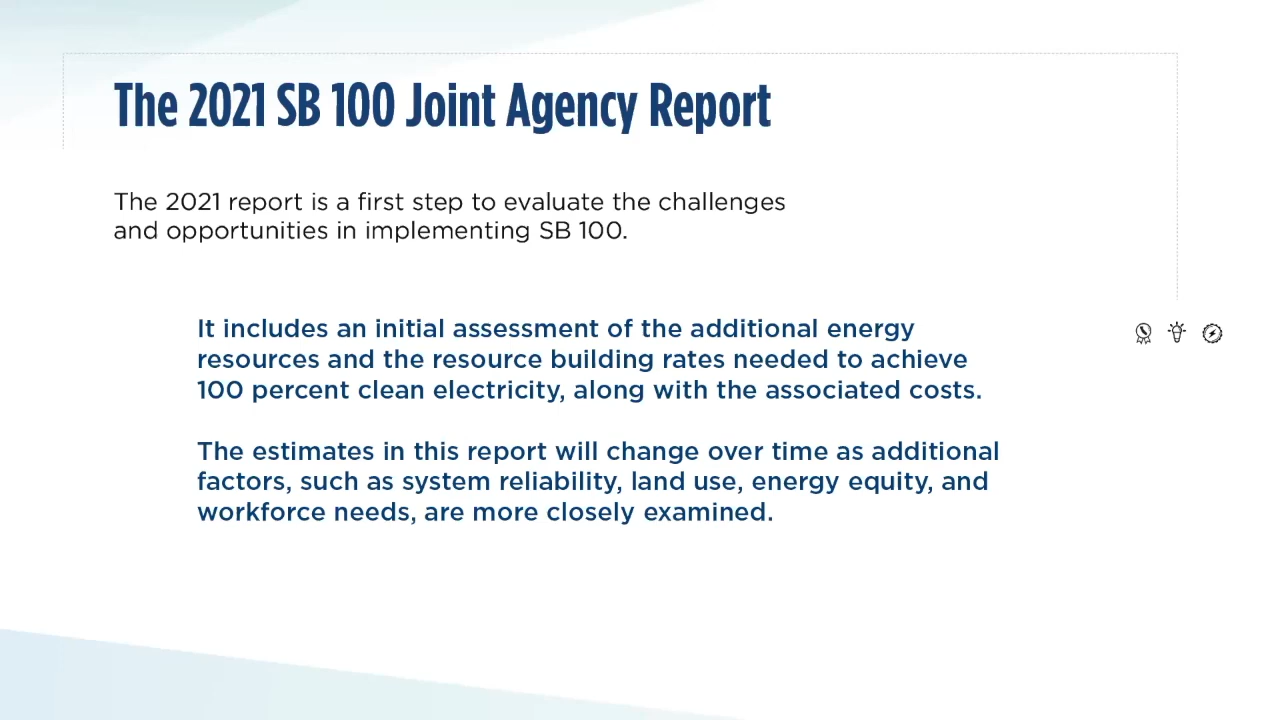 The 2021 SB 100 Joint Agency Report
The 2021 report is a first step to evaluate the challenges
and opportunities in implementing SB 100.
It includes an initial assessment of the additional energy
resources and the resource building rates needed to achieve
100 percent clean electricity, along with the associated costs.
The estimates in this report will change over time as additional
factors, such as system reliability, land use, energy equity, and
workforce needs, are more closely examined.